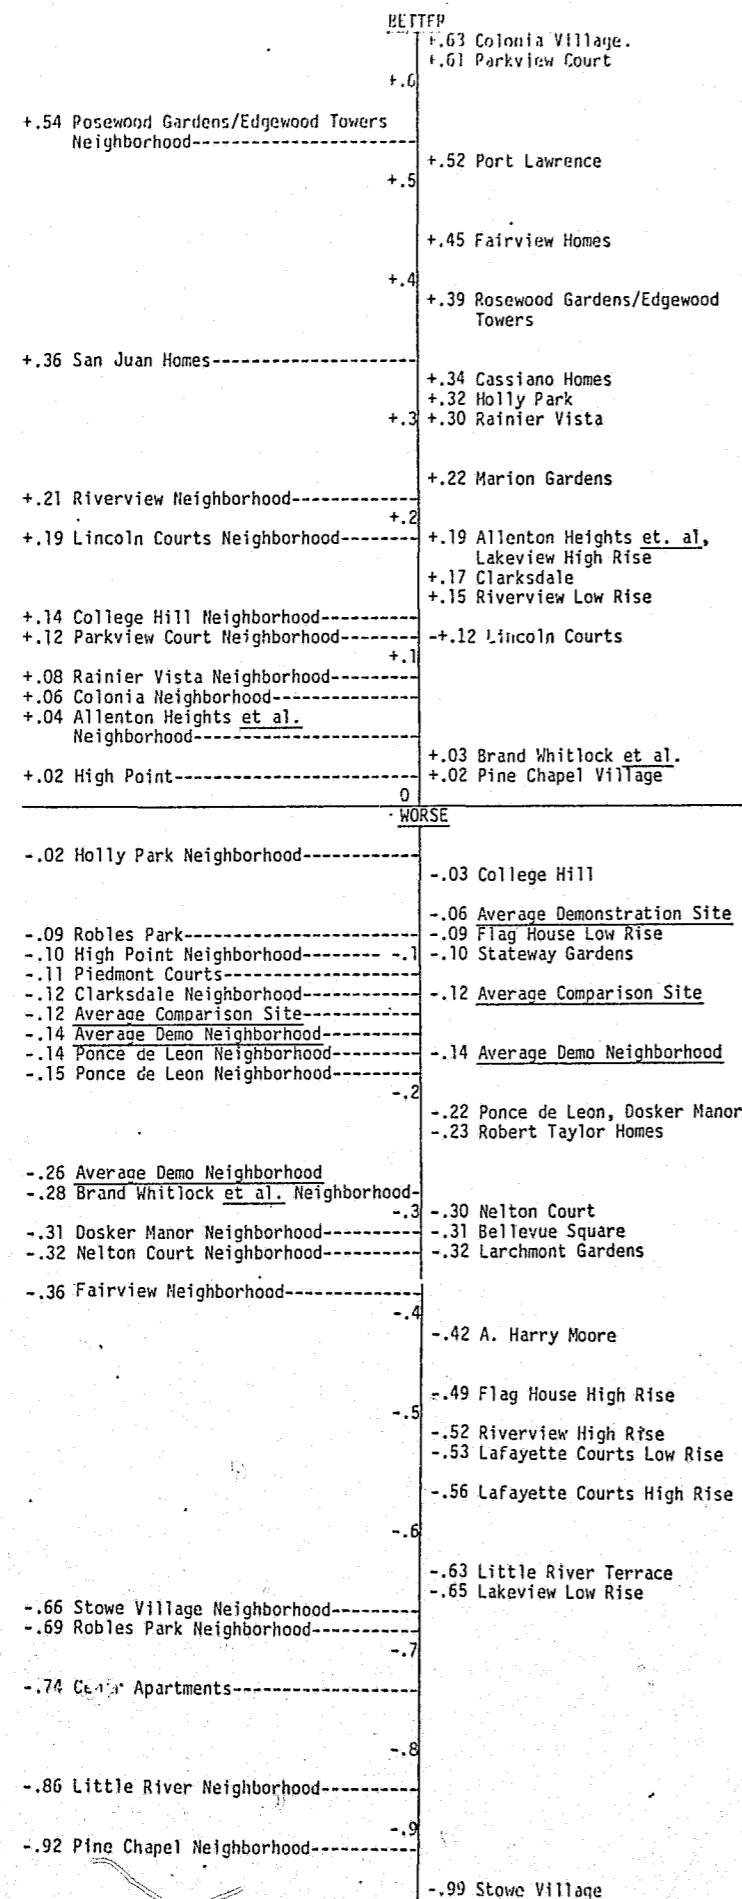 BETTER
+.63 Colonia Village.
+.61 Parkview Court
+.6
+.54 Rosewood Gardens/Edgewood Towers
Neighborhood
+.52 Port Lawrence
+.5
+.45 Fairview Homes
+.4
+.39 Rosewood Gardens/Edgewood
Towers
+.36 San Juan Homes
+.34 Cassiano Homes
+.32 Holly Park
+.3 +.30 Rainier Vista
+.22 Marion Gardens
+.21 Riverview Neighborhood
+.2
+.19 Lincoln Courts Neighborhood +.19 Allenton Heights et. al,
Lakeview High Rise
+.17 Clarksdale
+.15 Riverview Low Rise
+.14 College Hill Neighborhood
+.12 Parkview Court Neighborhood -+.12 Lincoln Courts
+.1
+.08 Rainier Vista Neighborhood
+.06 Colonia Neighborhood
+.04 Allenton Heights et al.
Neighborhood
+.03 Brand Whitlock et al.
+.02 High Point +.02 Pine Chapel Village
0
WORSE
-.02 Holly Park Neighborhood
-.03 College Hill
-.06 Average Demonstration Site
-.09 Robles Park -.09 Flag House Low Rise
-.10 High Point Neighborhood -.1 -.10 Stateway Gardens
-.11 Piedmont Courts
-.12 Clarksdale Neighborhood -.12 Average Comparison Site
-.12 Average Comparison Site
-.14 Average Demo Neighborhood
-.14 Ponce de Leon Neighborhood -.14 Average Demo Neighborhood
-.15 Ponce de Leon Neighborhood
-.2
-.22 Ponce de Leon, Dosker Manor
-.23 Robert Taylor Homes
-.26 Average Demo Neighborhood
-.28 Brand Whitlock et al. Neighborhood
-.3 -.30 Nelton Court
-.31 Dosker Manor Neighborhood -.31 Bellevue Square
-.32 Nelton Court Neighborhood -.32 Larchmont Gardens
-.36 Fairview Neighborhood
-.4
-.42 A. Harry Moore
-.49 Flag House High Rise
-.5
-.52 Riverview High Rise
-.53 Lafayette Courts Low Rise
-.56 Lafayette Courts High Rise
-.6
-.63 Little River Terrace
-.65 Lakeview Low Rise
-.66 Stowe Village Neighborhood
-.69 Robles Park Neighborhood
-.7
-.74 Apartments
-.8
-.86 Little River Neighborhood
-.9
-.92 Pine Chapel Neighborhood
-.99 Stowe Village